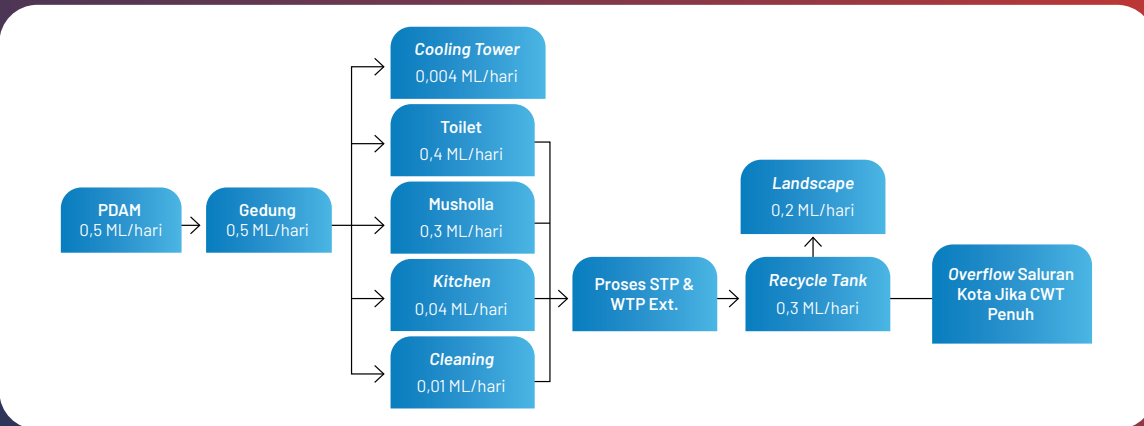 PDAM
0,5 ML/hari
Gedung
0,5 ML/hari
Cooling Tower
0,004 ML/hari
Toilet
0,4 ML/hari
Musholla
0,3 ML/hari
Kitchen
0,04 ML/hari
Cleaning
0,01 ML/hari
Proses STP &
WTP Ext.
Landscape
0,2 ML/hari
Recycle Tank
0,3 ML/hari
Overflow Saluran
Kota Jika CWT
Penuh